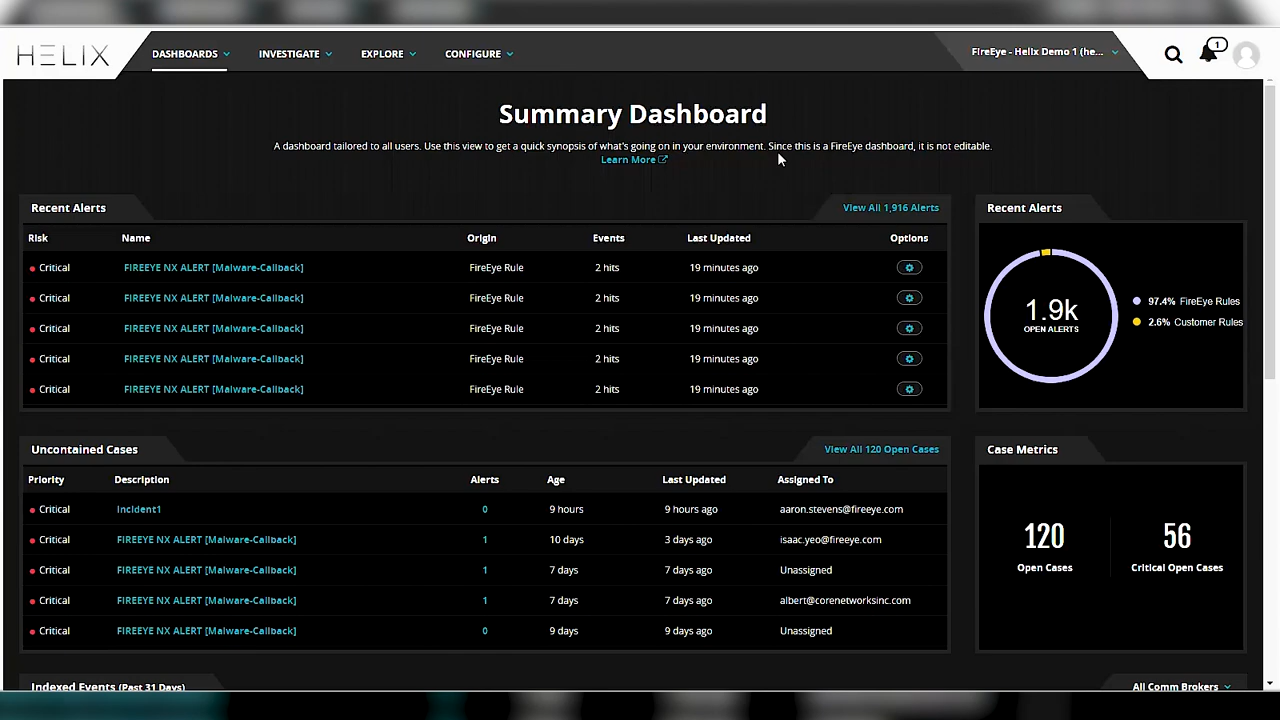 HELIX
DASHBOARDS
INVESTIGATE
EXPLORE
CONFIGURE
FireEye - Helix Demo 1 (he...
1
Summary Dashboard
A dashboard tailored to all users. Use this view to get a quick synopsis of what's going on in your environment. Since this is a FireEye dashboard, it is not editable.
Learn More
Recent Alerts
View All 1,916 Alerts
Risk Name Origin Events Last Updated Options
Critical FIREEYE NX ALERT [Malware-Callback] FireEye Rule 2 hits 19 minutes ago
Critical FIREEYE NX ALERT [Malware-Callback] FireEye Rule 2 hits 19 minutes ago
Critical FIREEYE NX ALERT [Malware-Callback] FireEye Rule 2 hits 19 minutes ago
Critical FIREEYE NX ALERT [Malware-Callback] FireEye Rule 2 hits 19 minutes ago
Critical FIREEYE NX ALERT [Malware-Callback] FireEye Rule 2 hits 19 minutes ago
Recent Alerts
1.9k
OPEN ALERTS
97.4% FireEye Rules
2.6% Customer Rules
Uncontained Cases
View All 120 Open Cases
Priority Description Alerts Age Last Updated Assigned To
Critical Incident1 0 9 hours 9 hours ago aaron.stevens@fireeye.com
Critical FIREEYE NX ALERT [Malware-Callback] 1 10 days 3 days ago isaac.yeo@fireeye.com
Critical FIREEYE NX ALERT [Malware-Callback] 1 7 days 7 days ago Unassigned
Critical FIREEYE NX ALERT [Malware-Callback] 1 7 days 7 days ago albert@corenetworksinc.com
Critical FIREEYE NX ALERT [Malware-Callback] 0 9 days 9 days ago Unassigned
Case Metrics
120 56
Open Cases Critical Open Cases
Indexed Events (Past 31 Days)
All Comm Brokers